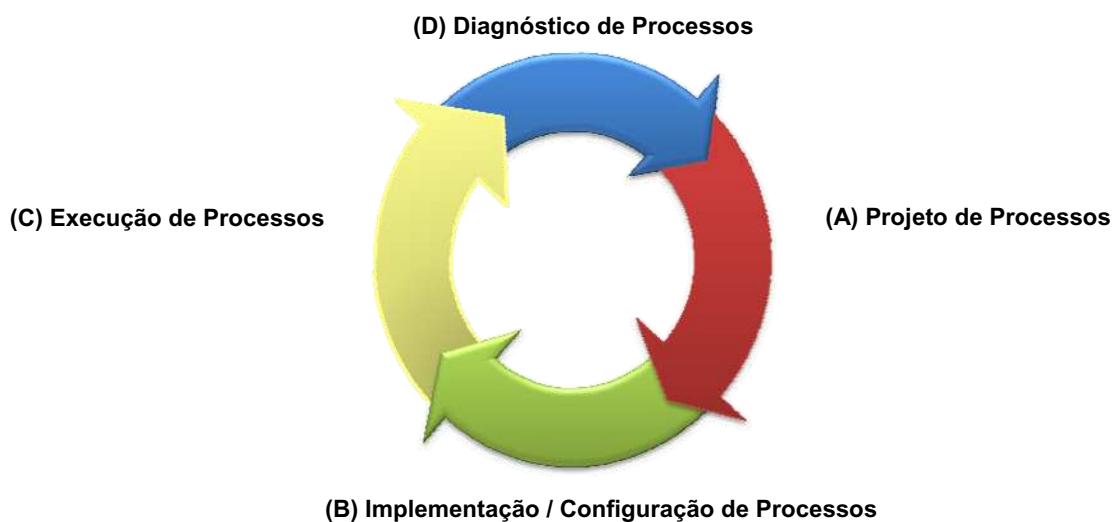 (D) Diagnóstico de Processos
(C) Execução de Processos
(A) Projeto de Processos
(B) Implementação / Configuração de Processos